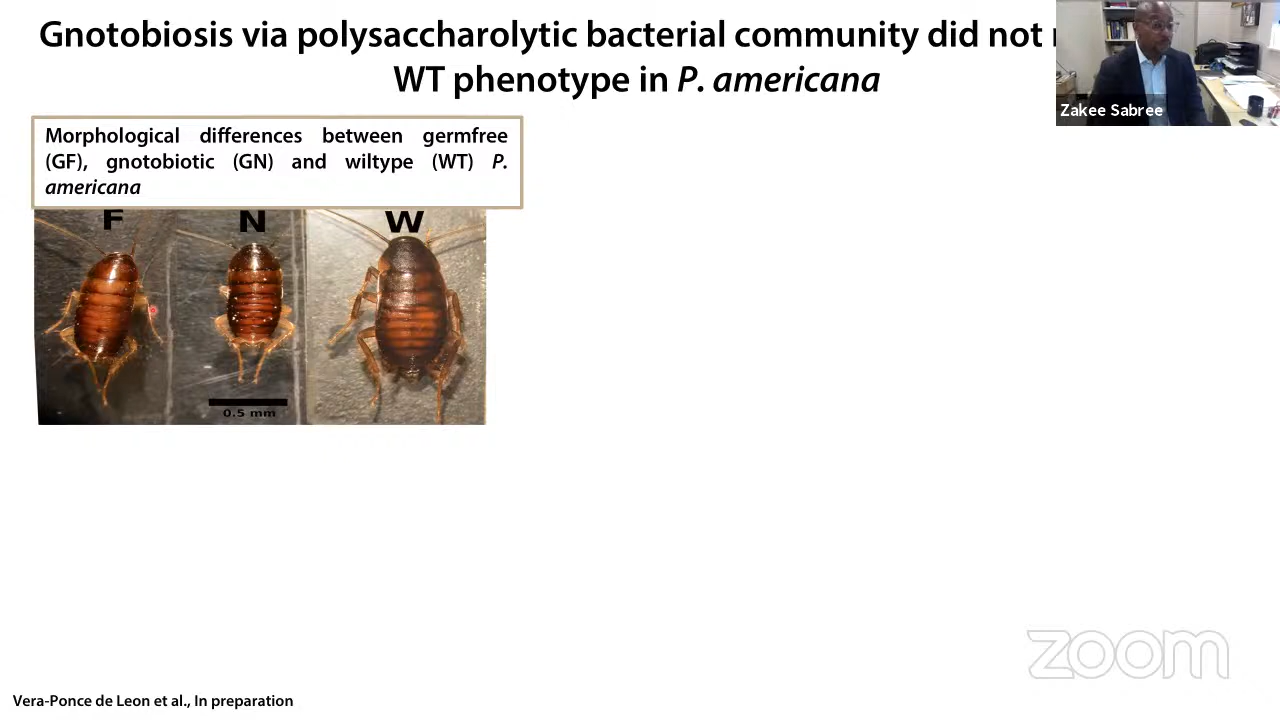 Gnotobiosis via polysaccharolytic bacterial community did not
WT phenotype in P. americana
Zakee Sabree
Morphological differences between germfree
(GF), gnotobiotic (GN) and wiltype (WT) P.
americana
F N W
0.5 mm
zoom
Vera-Ponce de Leon et al., In preparation